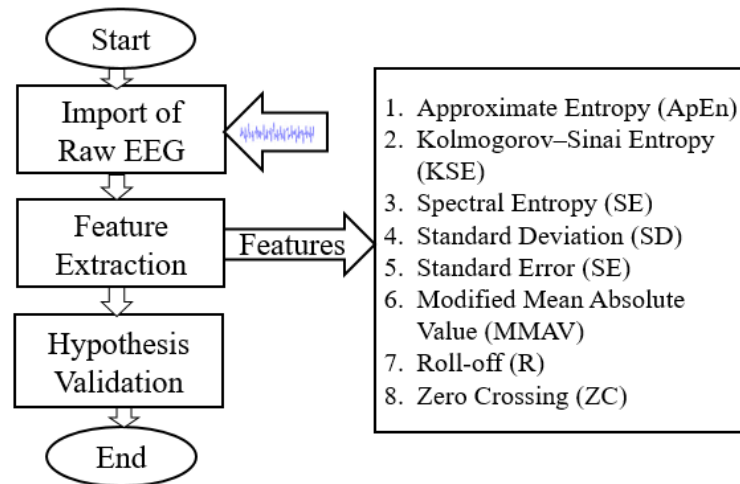 Start
Import of
Raw EEG
Feature
Extraction
Features
Hypothesis
Validation
End
1. Approximate Entropy (ApEn)
2. Kolmogorov–Sinai Entropy
(KSE)
3. Spectral Entropy (SE)
4. Standard Deviation (SD)
5. Standard Error (SE)
6. Modified Mean Absolute
Value (MMAV)
7. Roll-off (R)
8. Zero Crossing (ZC)